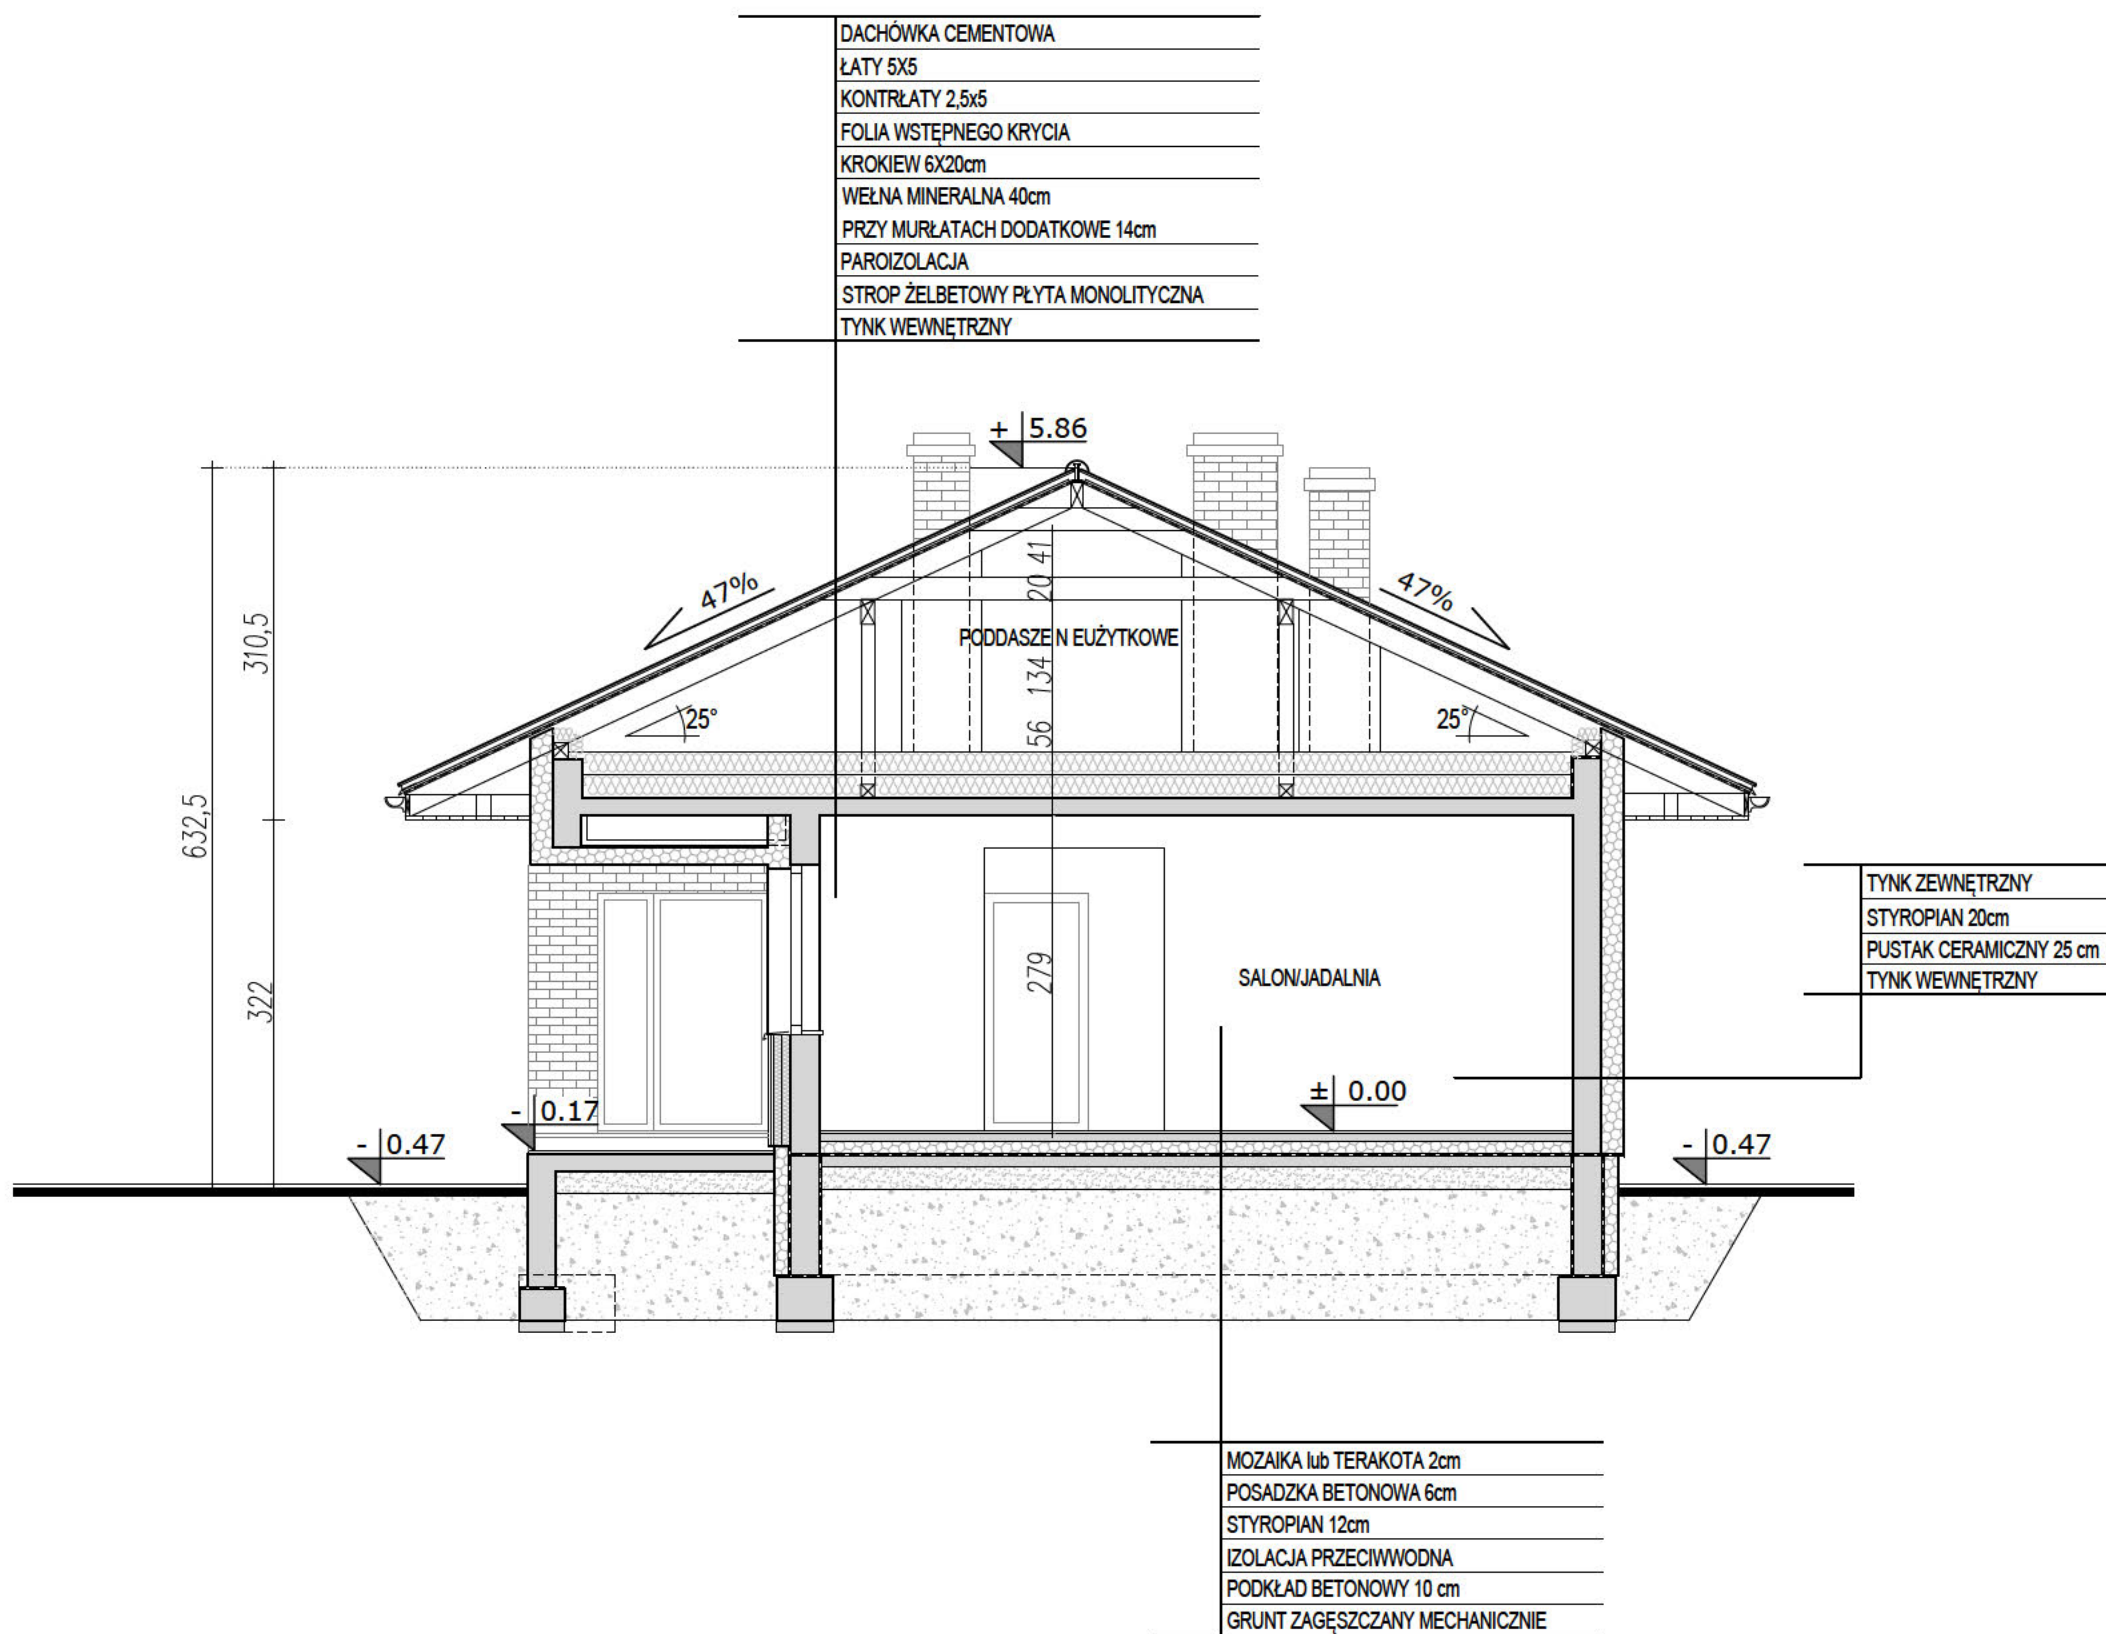 DACHÓWKA CEMENTOWA
ŁATY 5X5
KONTRŁATY 2,5x5
FOLIA WSTĘPNEGO KRYCIA
KROKIEW 6X20cm
WEŁNA MINERALNA 40cm
PRZY MURŁATACH DODATKOWE 14cm
PAROIZOLACJA
STROP ŻELBETOWY PŁYTA MONOLITYCZNA
TYNK WEWNĘTRZNY
+ 5.86
47%
47%
20 41
310,5
PODDASZE N EUŻYTKOWE
56 134
25°
25°
632,5
322
279
SALON/JADALNIA
TYNK ZEWNĘTRZNY
STYROPIAN 20cm
PUSTAK CERAMICZNY 25 cm
TYNK WEWNĘTRZNY
± 0.00
- 0.17
- 0.47
- 0.47
MOZAIKA lub TERAKOTA 2cm
POSADZKA BETONOWA 6cm
STYROPIAN 12cm
IZOLACJA PRZECIWWODNA
PODKŁAD BETONOWY 10 cm
GRUNT ZAGĘSZCZANY MECHANICZNIE